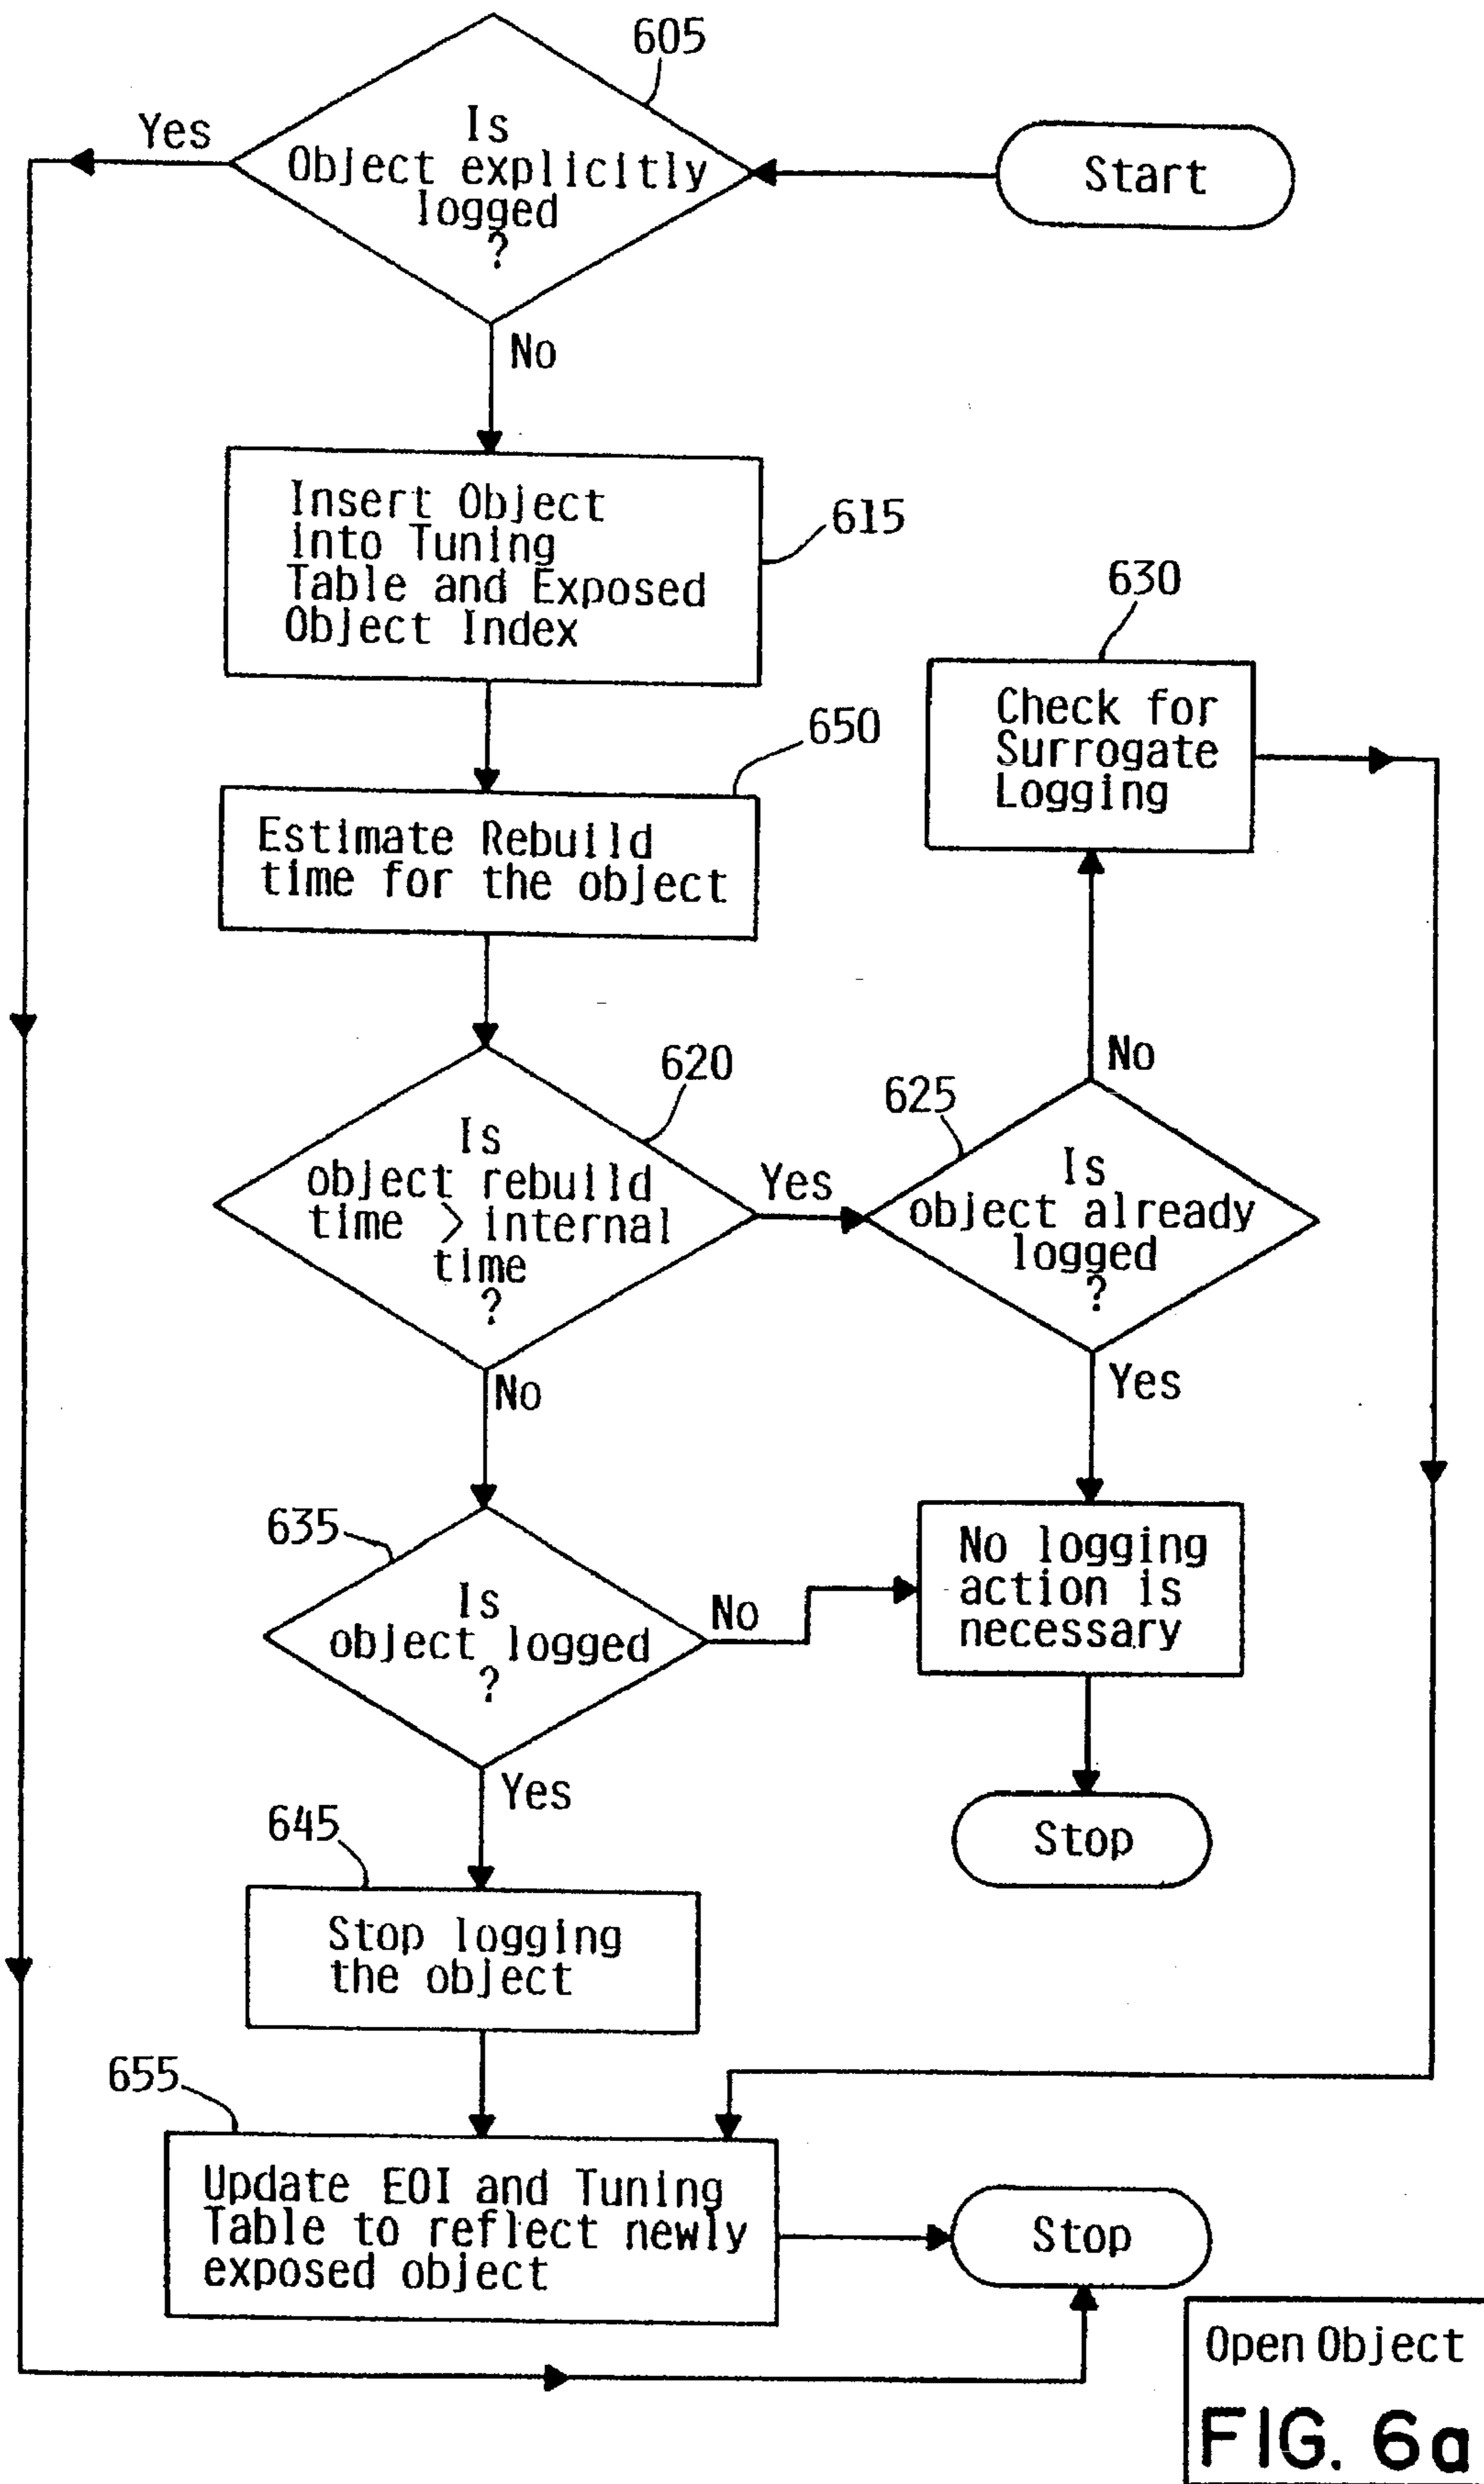 605
Yes
Is
Object explicitly
logged
?
Start
No
Insert Object
into Tuning
Table and Exposed
Object Index
615
630
Check for
Surrogate
Logging
650
Estimate Rebuild
time for the object
No
620
625
Is
object rebuild
time > internal
time
?
Yes
Is
object already
logged
?
No
Yes
635
Is
object logged
?
No
No logging
action is
necessary
Yes
Stop
645
Stop logging
the object
655
Update EOI and Tuning
Table to reflect newly
exposed object
Stop
Open Object
FIG. 6a